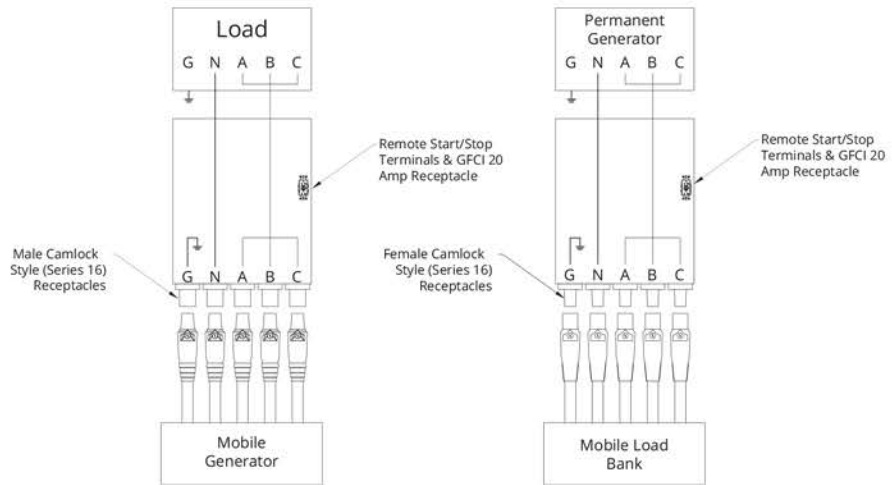 Load
G N A B C
Remote Start/Stop
Terminals & GFCI 20
Amp Receptacle
Male Camlock
Style (Series 16)
Receptacles
G N A B C
Mobile
Generator
Permanent
Generator
G N A B C
Remote Start/Stop
Terminals & GFCI 20
Amp Receptacle
Female Camlock
Style (Series 16)
Receptacles
G N A B C
Mobile Load
Bank